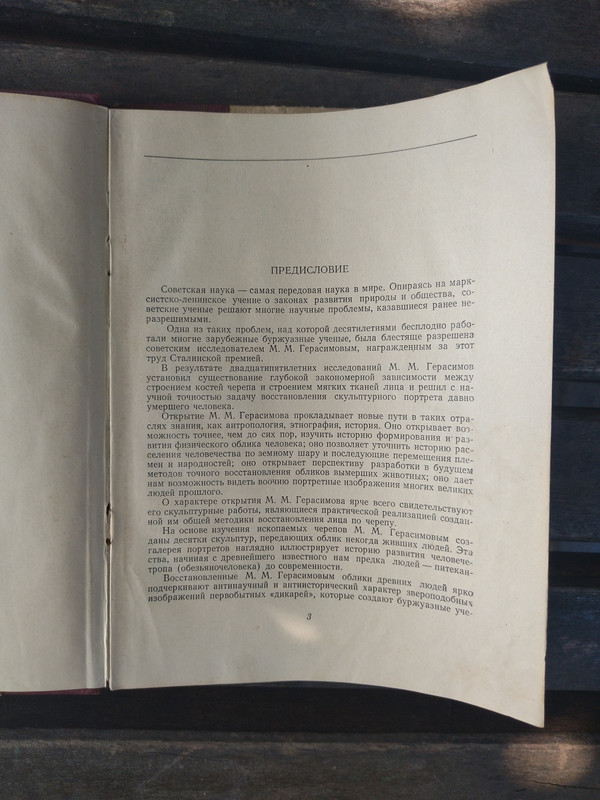 ПРЕДИСЛОВИЕ
Советская наука — самая передовая наука в мире. Опираясь на марк-
систско-ленинское учение о законах развития природы и общества, со-
ветские ученые решают многие научные проблемы, казавшиеся ранее не-
разрешимыми.
Одна из таких проблем, над которой десятилетиями бесплодно рабо-
тали многие зарубежные буржуазные ученые, была блестяще разрешена
советским исследователем М. М. Герасимовым, награжденным за этот
труд Сталинской премией.
В результате двадцатипятилетних исследований М. М. Герасимов
установил существование глубокой закономерной зависимости между
строением костей черепа и строением мягких тканей лица и решил с на-
учной точностью задачу восстановления скульптурного портрета давно
умершего человека.
Открытие М. М. Герасимова прокладывает новые пути в таких отра-
слях знания, как антропология, этнография, история. Оно открывает воз-
можность точнее, чем до сих пор, изучить историю формирования и раз-
вития физического облика человека; оно позволяет уточнить историю рас-
селения человечества по земному шару и последующие перемещения пле-
мен и народностей; оно открывает перспективу разработки в будущем
методов точного восстановления обликов вымерших животных; оно дает
нам возможность видеть воочию портретные изображения многих великих
людей прошлого.
О характере открытия М. М. Герасимова ярче всего свидетельствуют
его скульптурные работы, являющиеся практической реализацией создан-
ной им общей методики восстановления лица по черепу.
На основе изучения ископаемых черепов М. М. Герасимовым соз-
даны десятки скульптур, передающих облик некогда живших людей. Эта
галерея портретов наглядно иллюстрирует историю развития человече-
ства, начиная с древнейшего известного нам предка людей — питекан-
тропа (обезьяночеловека) до современности.
Восстановленные М. М. Герасимовым облики древних людей ярко
подчеркивают антинаучный и антиисторический характер звероподобных
изображений первобытных «дикарей», которые создают буржуазные уче-
3